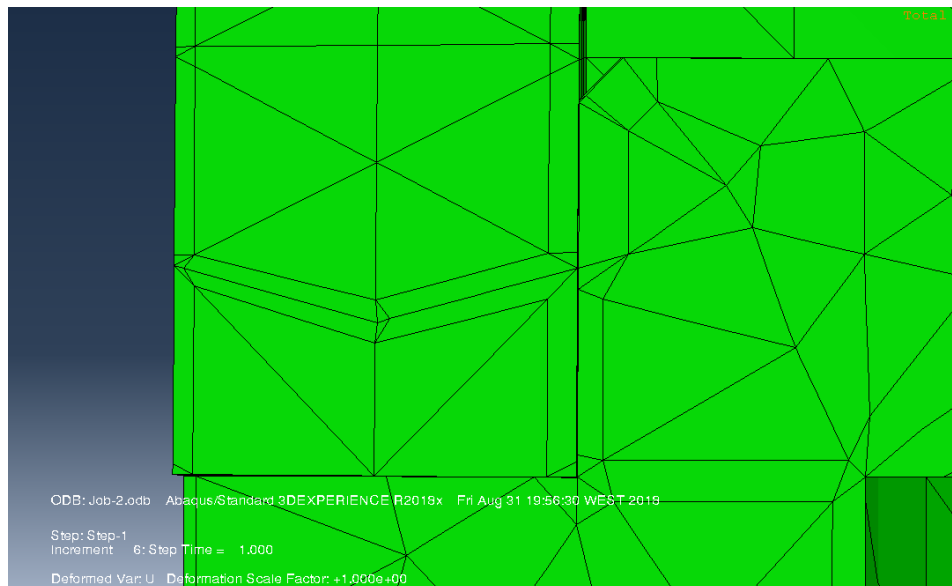 Total
ODB: Job-2.odb Abaqus/Standard 3DEXPERIENCE R2018x Fri Aug 31 19:56:30 WEST 2018
Step: Step-1
Increment 6: Step Time = 1.000
Deformed Var: U Deformation Scale Factor: +1.000e+00